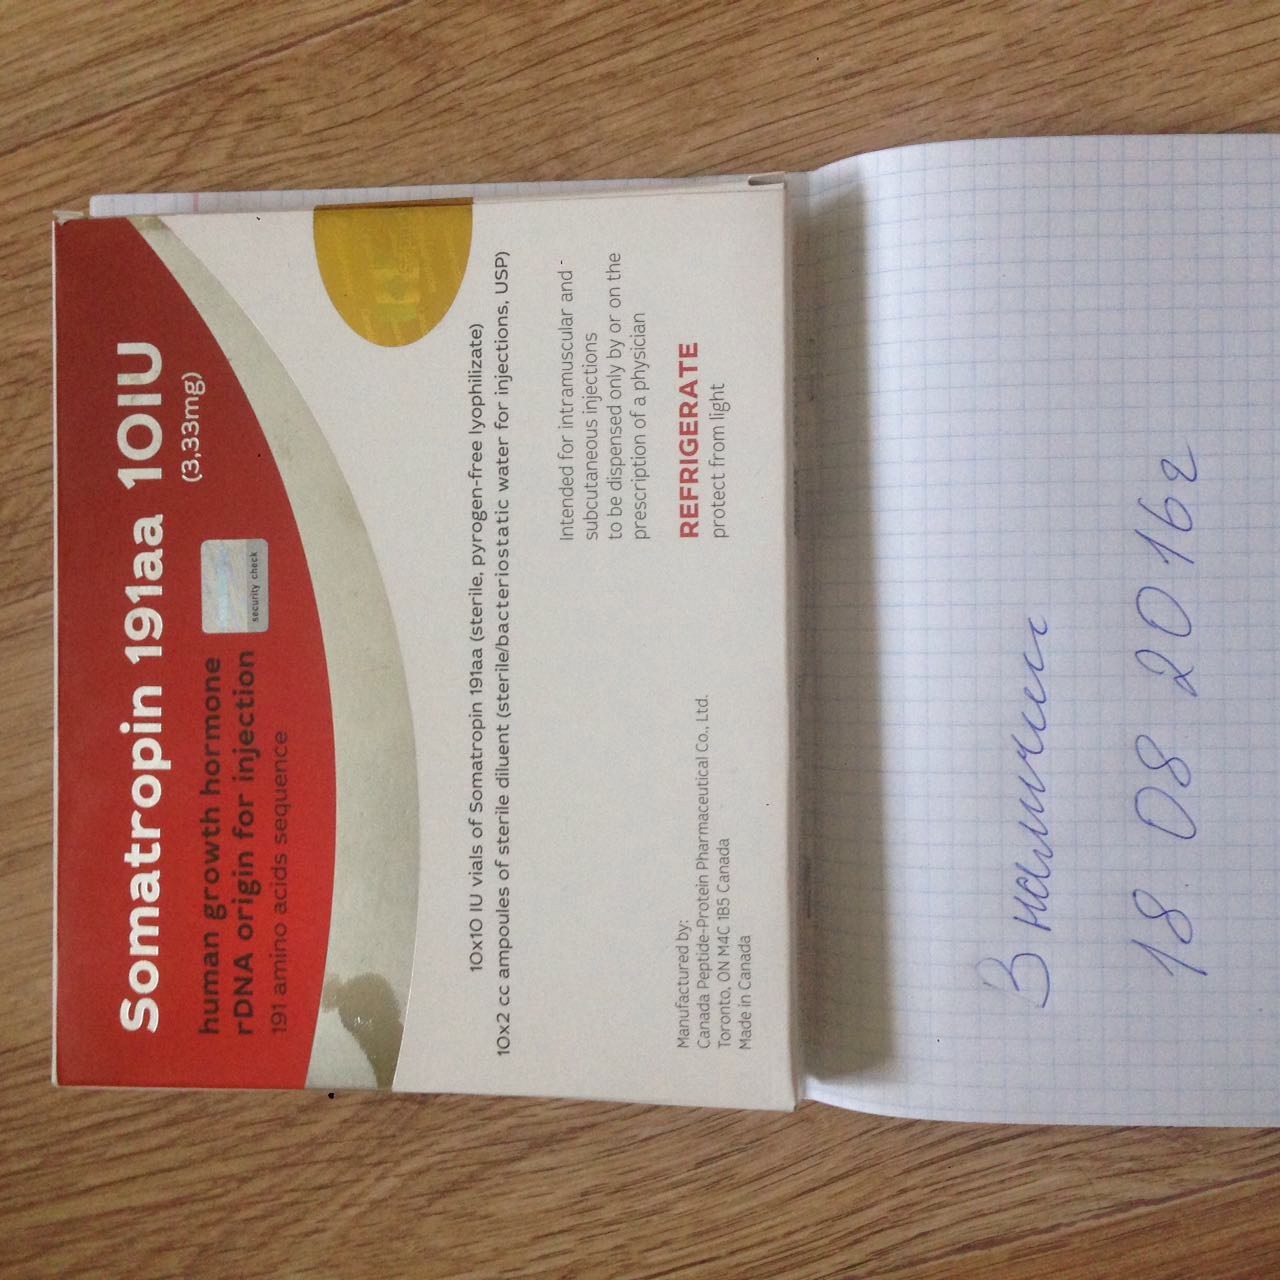 Somatropin 191aa 10IU
(3,33mg)
human growth hormone
rDNA origin for injection
191 amino acids sequence
security check
10x10 IU vials of Somatropin 191aa (sterile, pyrogen-free lyophilizate)
10x2 cc ampoules of sterile diluent (sterile/bacteriostatic water for injections, USP)
Intended for intramuscular and
subcutaneous injections
to be dispensed only by or on the
prescription of a physician
REFRIGERATE
protect from light
Manufactured by:
Canada Peptide-Protein Pharmaceutical Co., Ltd.
Toronto, ON M4C 1B5 Canada
Made in Canada
В наличии
18 08 2016г